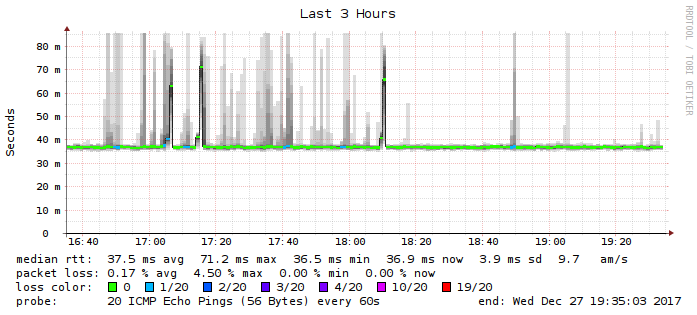 Last 3 Hours
RRDTOOL / TOBI OETIKER
Seconds
80 m
70 m
60 m
50 m
40 m
30 m
20 m
10 m
0
16:40 17:00 17:20 17:40 18:00 18:20 18:40 19:00 19:20
median rtt: 37.5 ms avg 71.2 ms max 36.5 ms min 36.9 ms now 3.9 ms sd 9.7 am/s
packet loss: 0.17 % avg 4.50 % max 0.00 % min 0.00 % now
loss color: 0 1/20 2/20 3/20 4/20 10/20 19/20
probe: 20 ICMP Echo Pings (56 Bytes) every 60s end: Wed Dec 27 19:35:03 2017